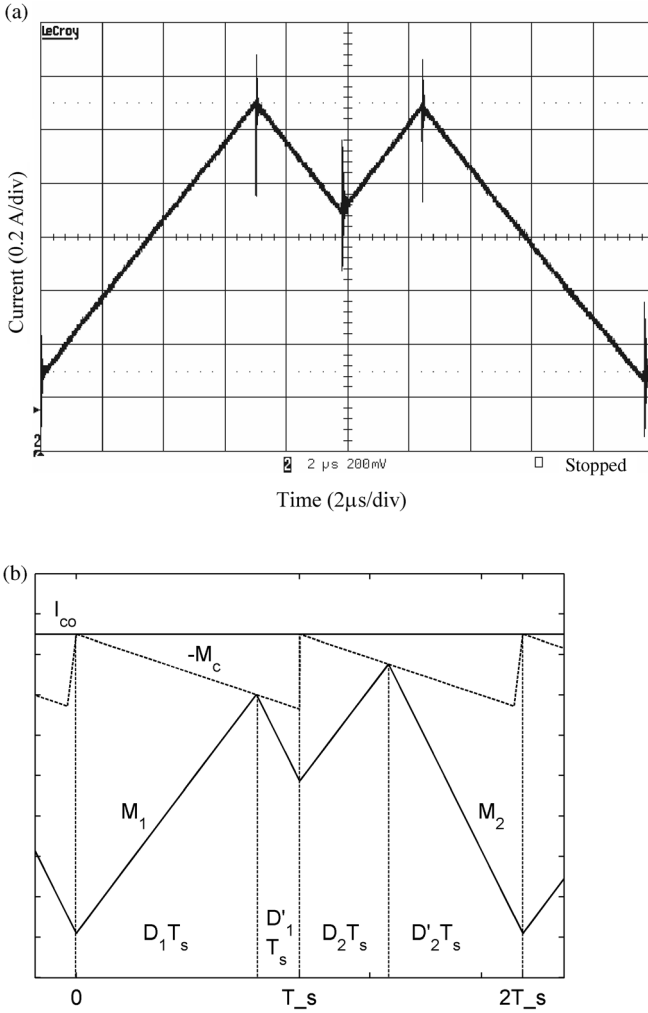 (a)
LeCroy
Current (0.2 A/div)
2
2 2 µs 200mV
Stopped
Time (2µs/div)
(b)
I_co
-M_c
M_1
M_2
D_1T_s
D'_1
T_s
D_2T_s
D'_2T_s
0
T_s
2T_s